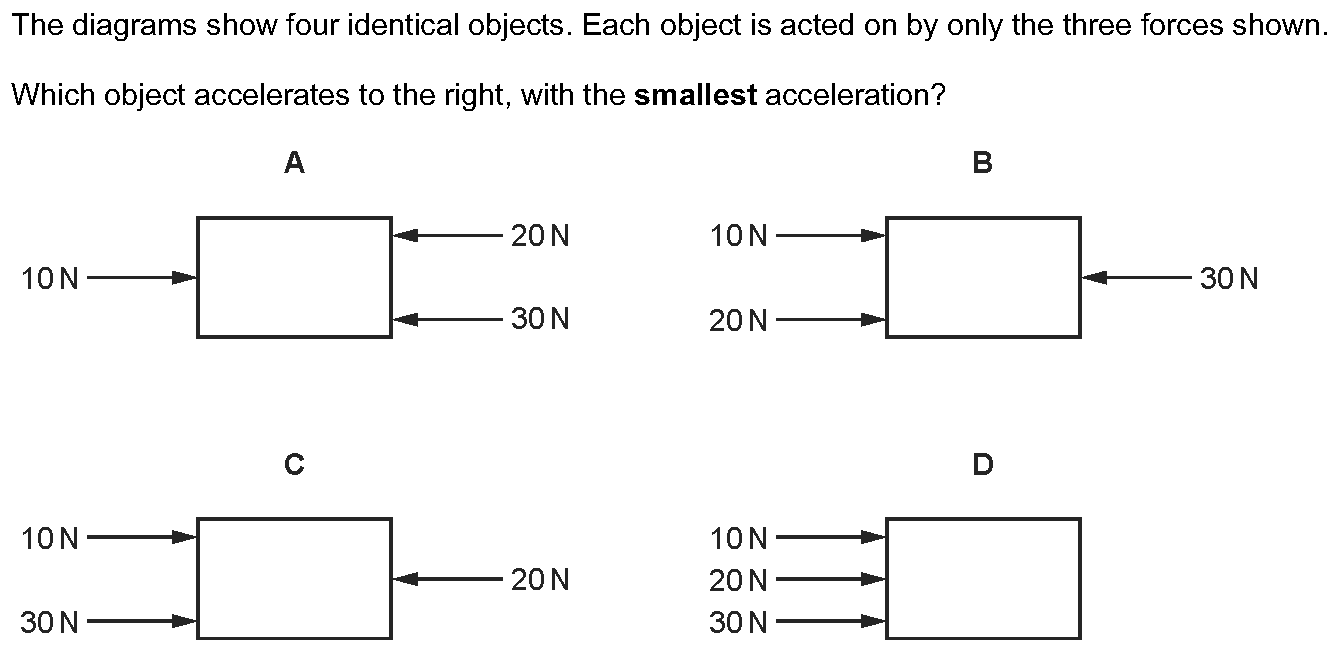 The diagrams show four identical objects. Each object is acted on by only the three forces shown.
Which object accelerates to the right, with the smallest acceleration?
A
10 N
20 N
30 N
B
10 N
20 N
30 N
C
10 N
30 N
20 N
D
10 N
20 N
30 N